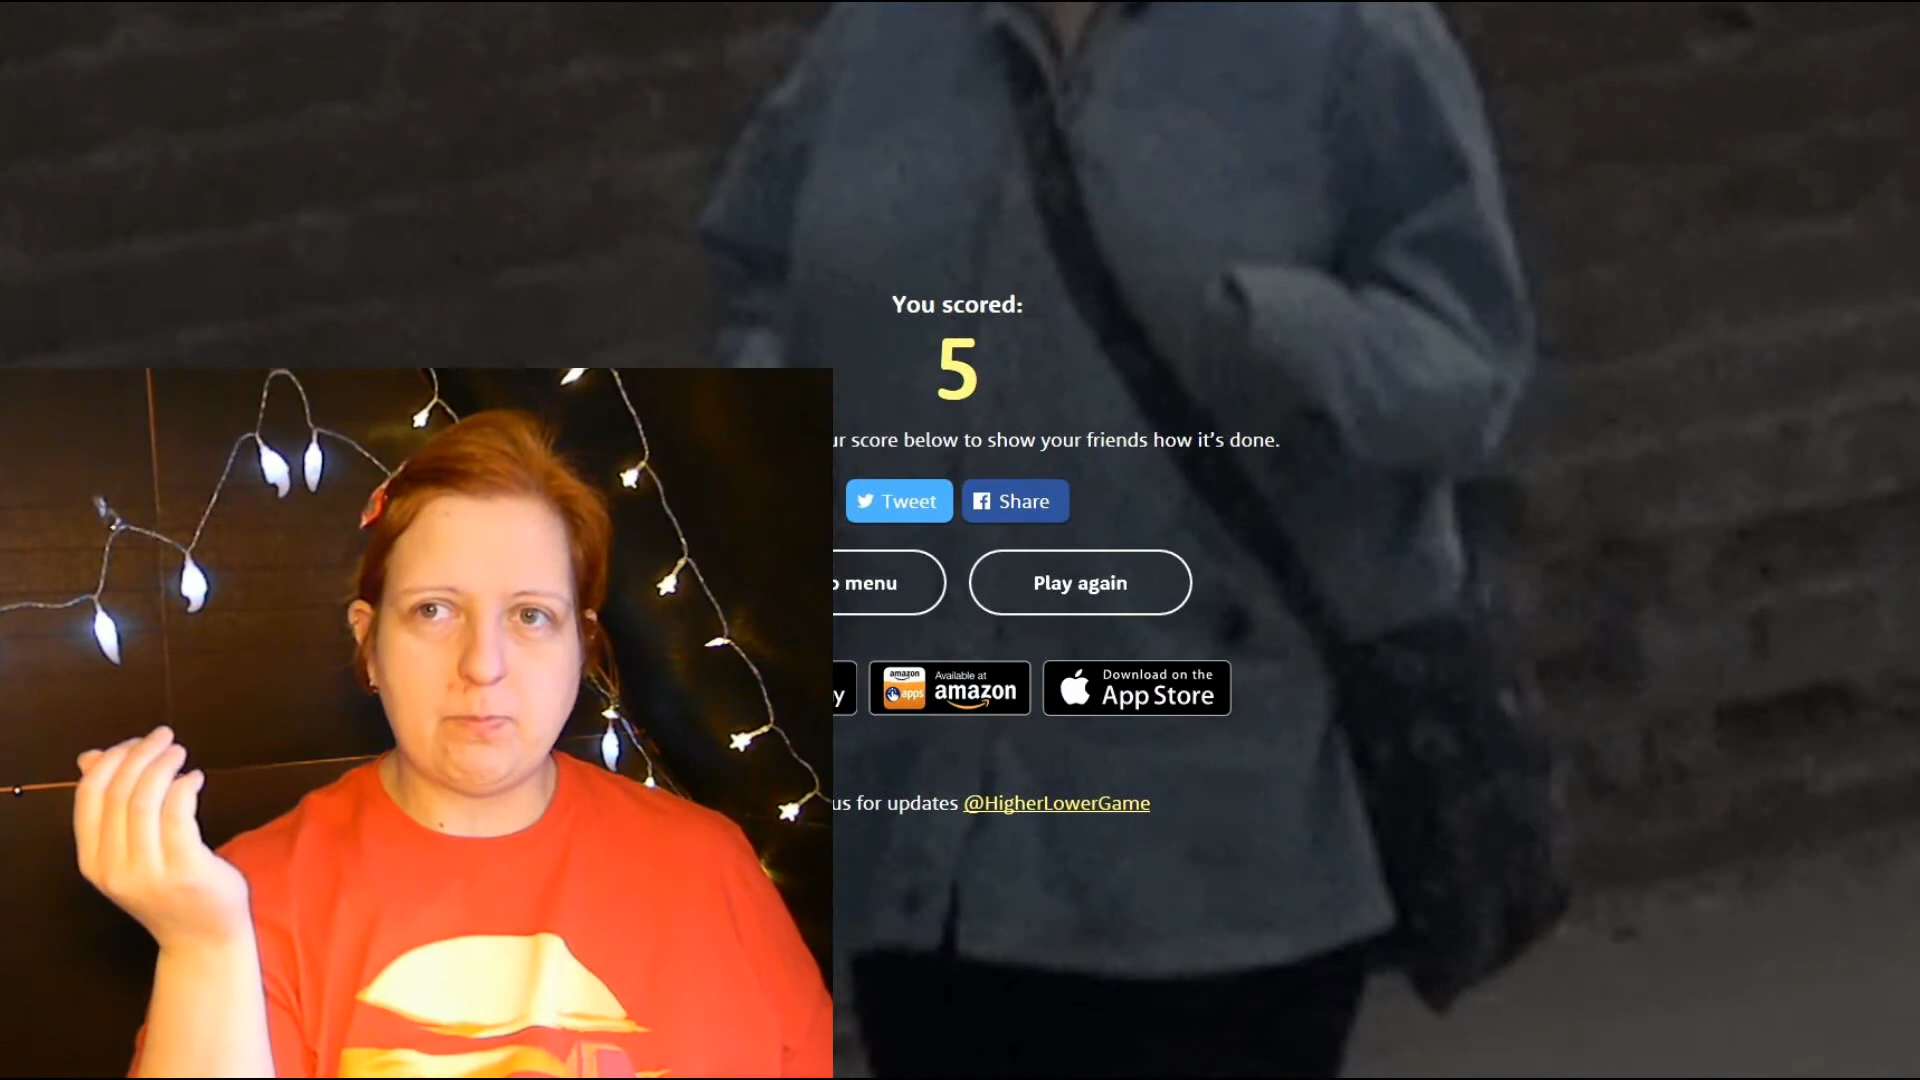 You scored:
5
score below to show your friends how it's done.
Tweet
Share
menu
Play again
amazon
apps
Available at
amazon
Download on the
App Store
us for updates @HigherLowerGame